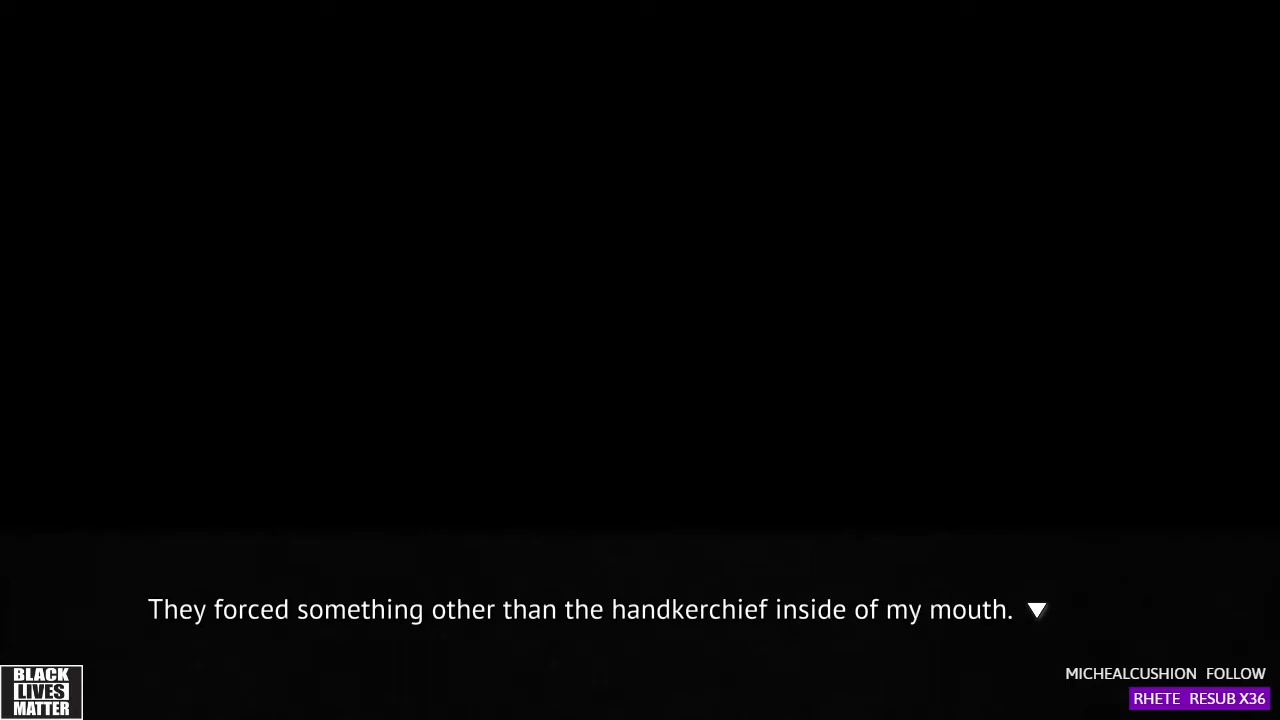 They forced something other than the handkerchief inside of my mouth.
BLACK
LIVES
MATTER
MICHEALCUSHION FOLLOW
RHETE RESUB X36